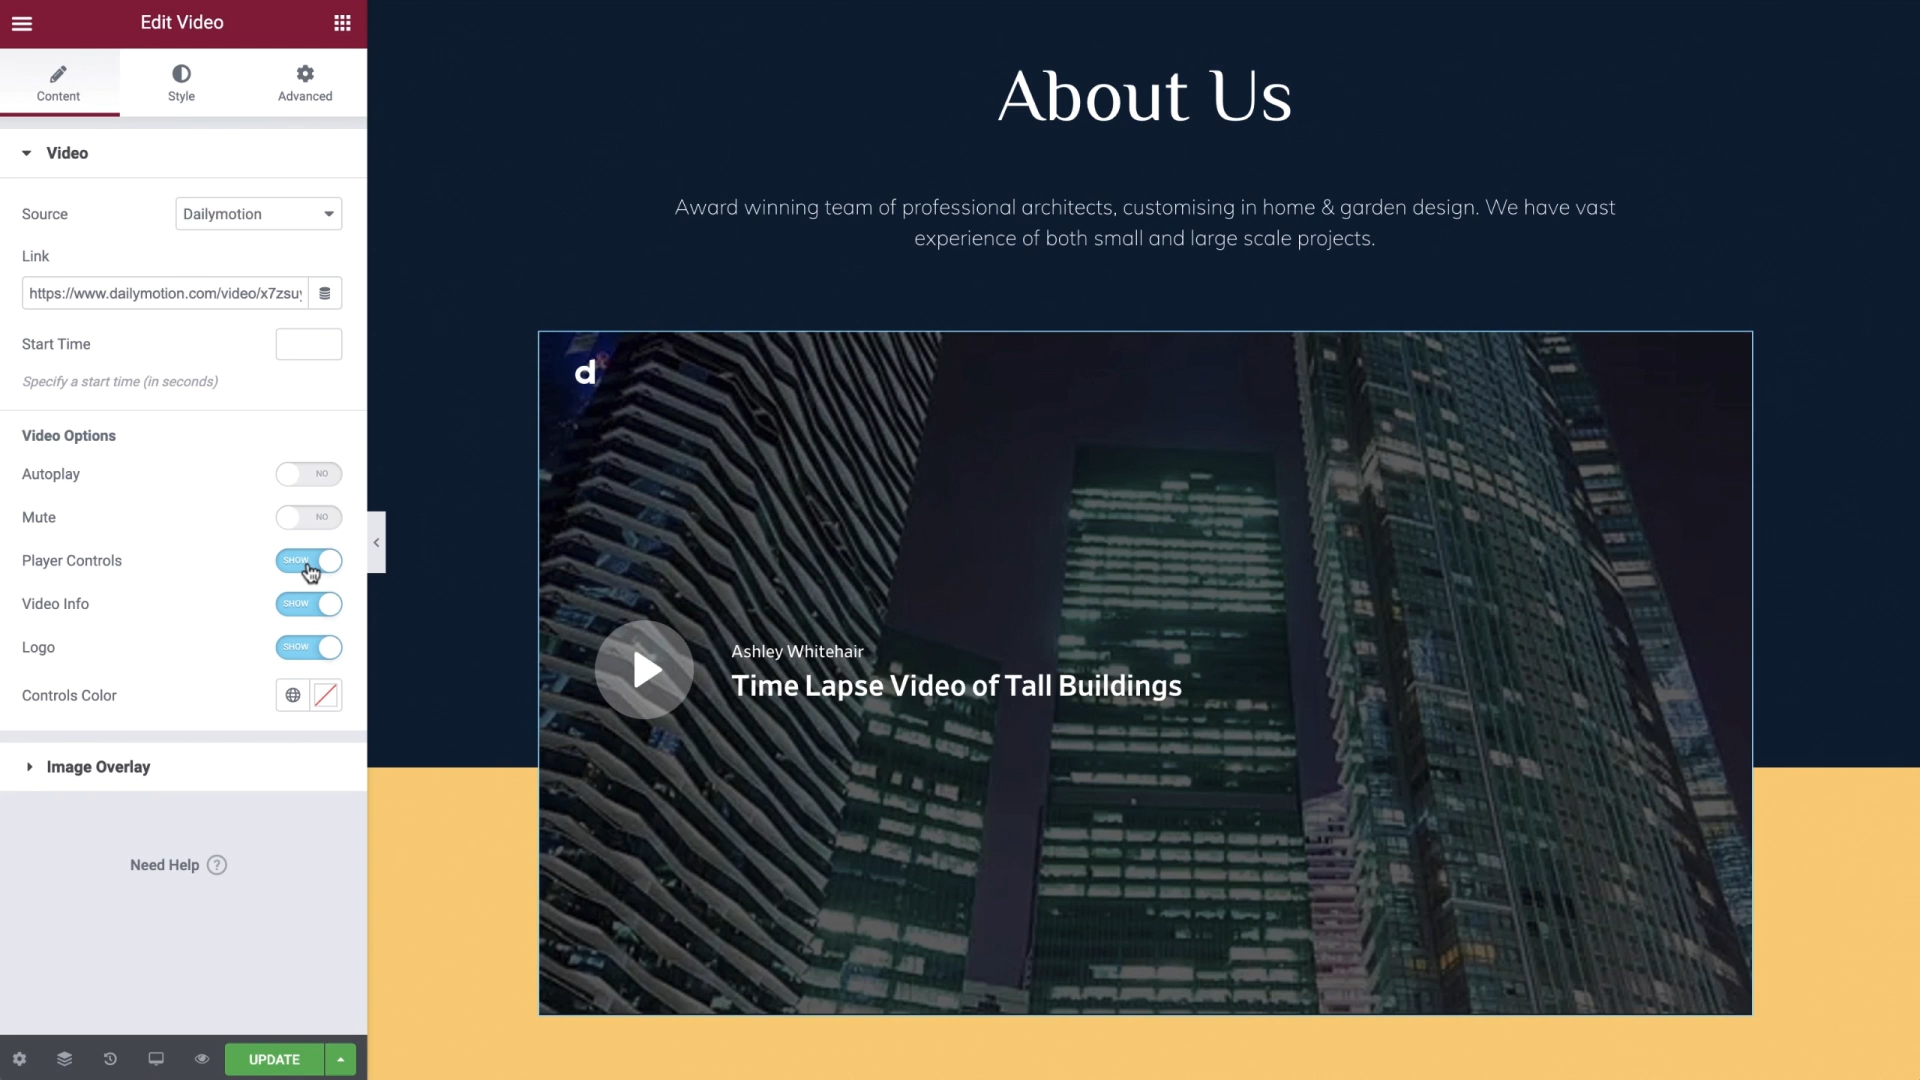 Edit Video
Content
Style
Advanced
Video
Source
Dailymotion
Link
https://www.dailymotion.com/video/x7zsuy
Start Time
Specify a start time (in seconds)
Video Options
Autoplay
NO
Mute
NO
Player Controls
SHOW
Video Info
SHOW
Logo
SHOW
Controls Color
Image Overlay
Need Help ?
UPDATE
About Us
Award winning team of professional architects, customising in home & garden design. We have vast
experience of both small and large scale projects.
d
Ashley Whitehair
Time Lapse Video of Tall Buildings